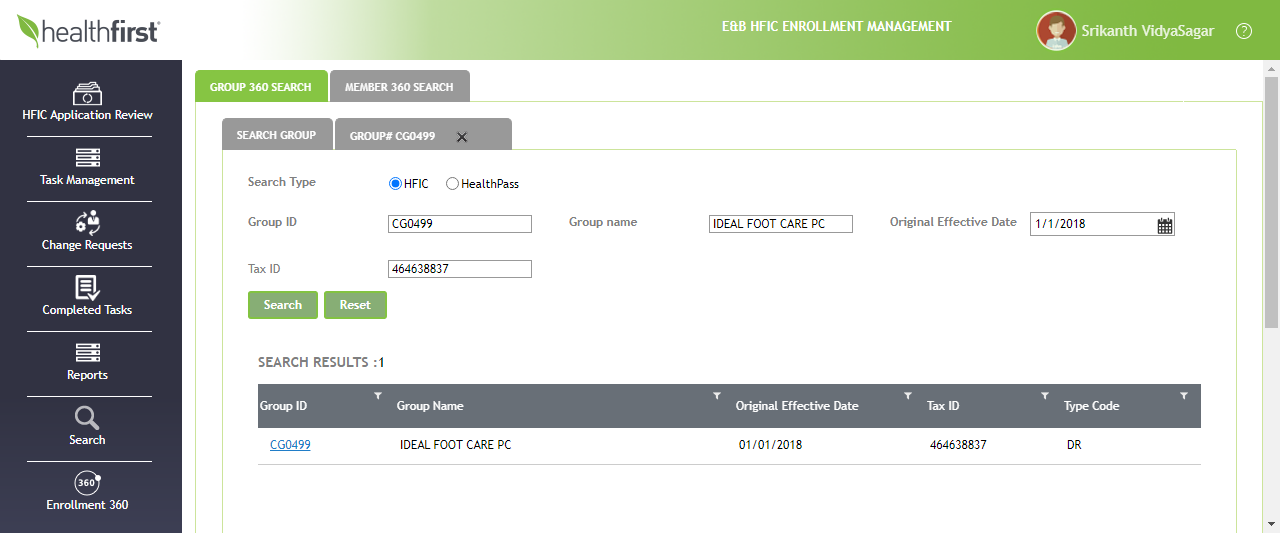 healthfirst
E&B HFIC ENROLLMENT MANAGEMENT
Srikanth VidyaSagar
?
HFIC Application Review
Task Management
Change Requests
Completed Tasks
Reports
Search
360
Enrollment 360
GROUP 360 SEARCH MEMBER 360 SEARCH
SEARCH GROUP GROUP# CG0499 X
Search Type HFIC HealthPass
Group ID CG0499 Group name IDEAL FOOT CARE PC Original Effective Date 1/1/2018
Tax ID 464638837
Search Reset
SEARCH RESULTS :1
Group ID Group Name Original Effective Date Tax ID Type Code
CG0499 IDEAL FOOT CARE PC 01/01/2018 464638837 DR